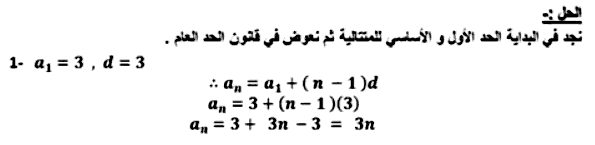 الحل :-
نجد في البداية الحد الأول و الأساسي للمتتالية ثم نعوض في قانون الحد العام .
1- a₁ = 3 , d = 3
∴ aₙ = a₁ + ( n − 1 )d
aₙ = 3 + (n − 1 )(3)
aₙ = 3 + 3n − 3 = 3n